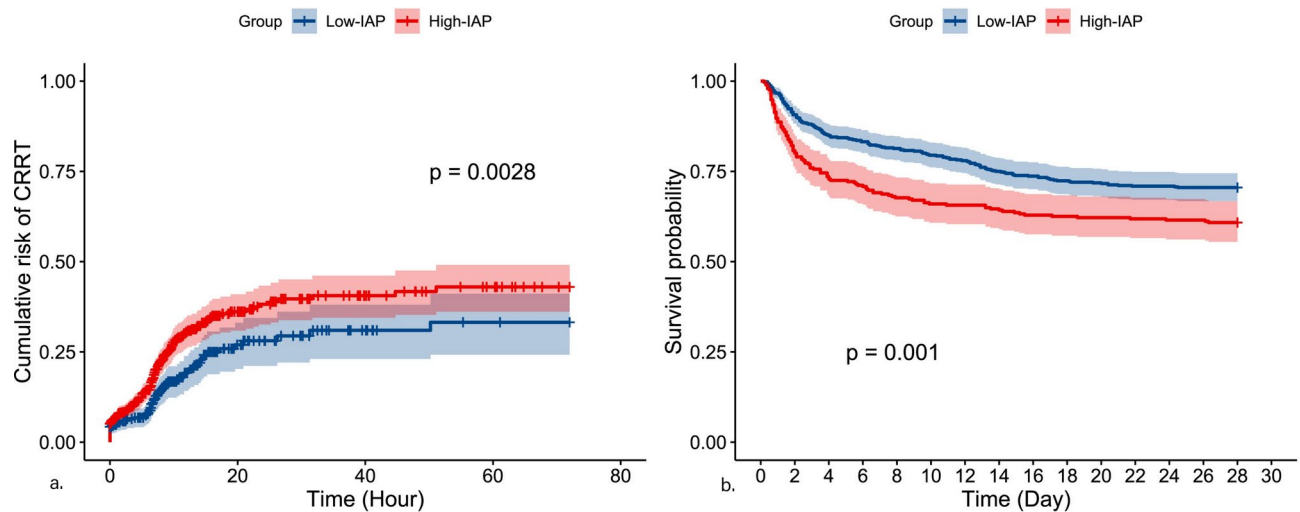 Group Low-IAP High-IAP
Cumulative risk of CRT
1.00
0.75
0.50
0.25
0.00
p = 0.0028
0 20 40 60 80
Time (Hour)
a.
Group Low-IAP High-IAP
Survival probability
1.00
0.75
0.50
0.25
0.00
p = 0.001
0 2 4 6 8 10 12 14 16 18 20 22 24 26 28 30
Time (Day)
b.